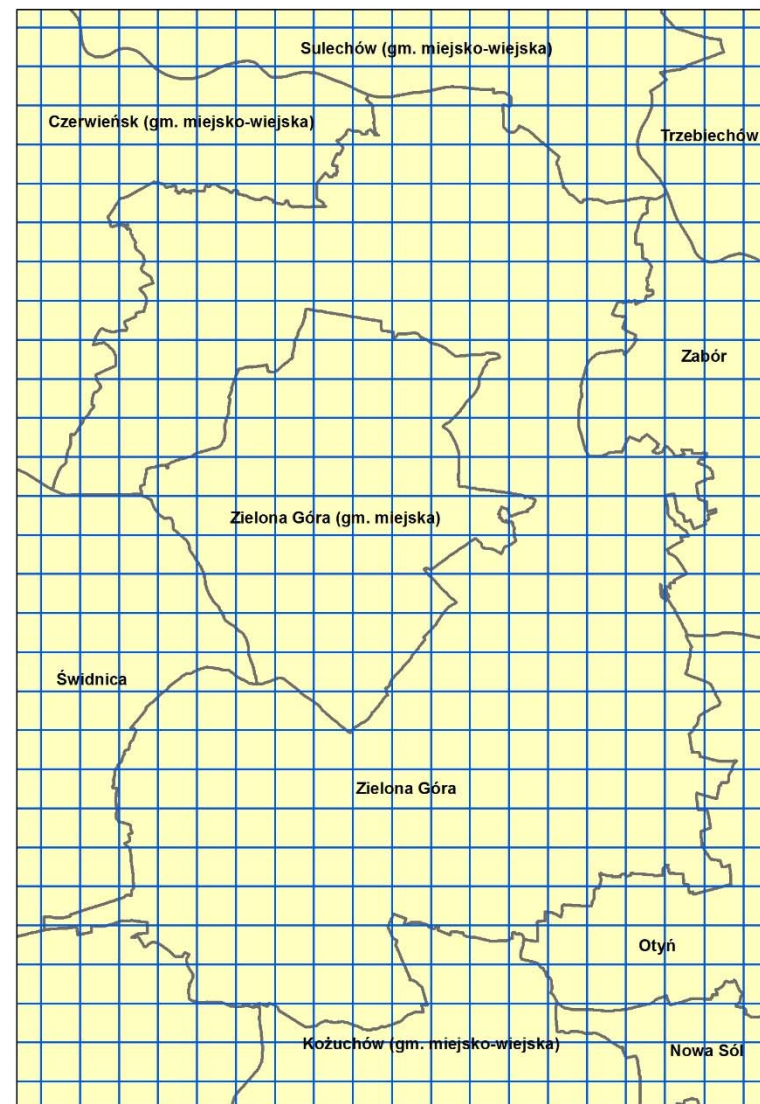 Sulechów (gm. miejsko-wiejska)
Czerwieńsk (gm. miejsko-wiejska)
Trzebiechów
Zabór
Zielona Góra (gm. miejska)
Świdnica
Zielona Góra
Otyń
Kożuchów (gm. miejsko-wiejska)
Nowa Sól